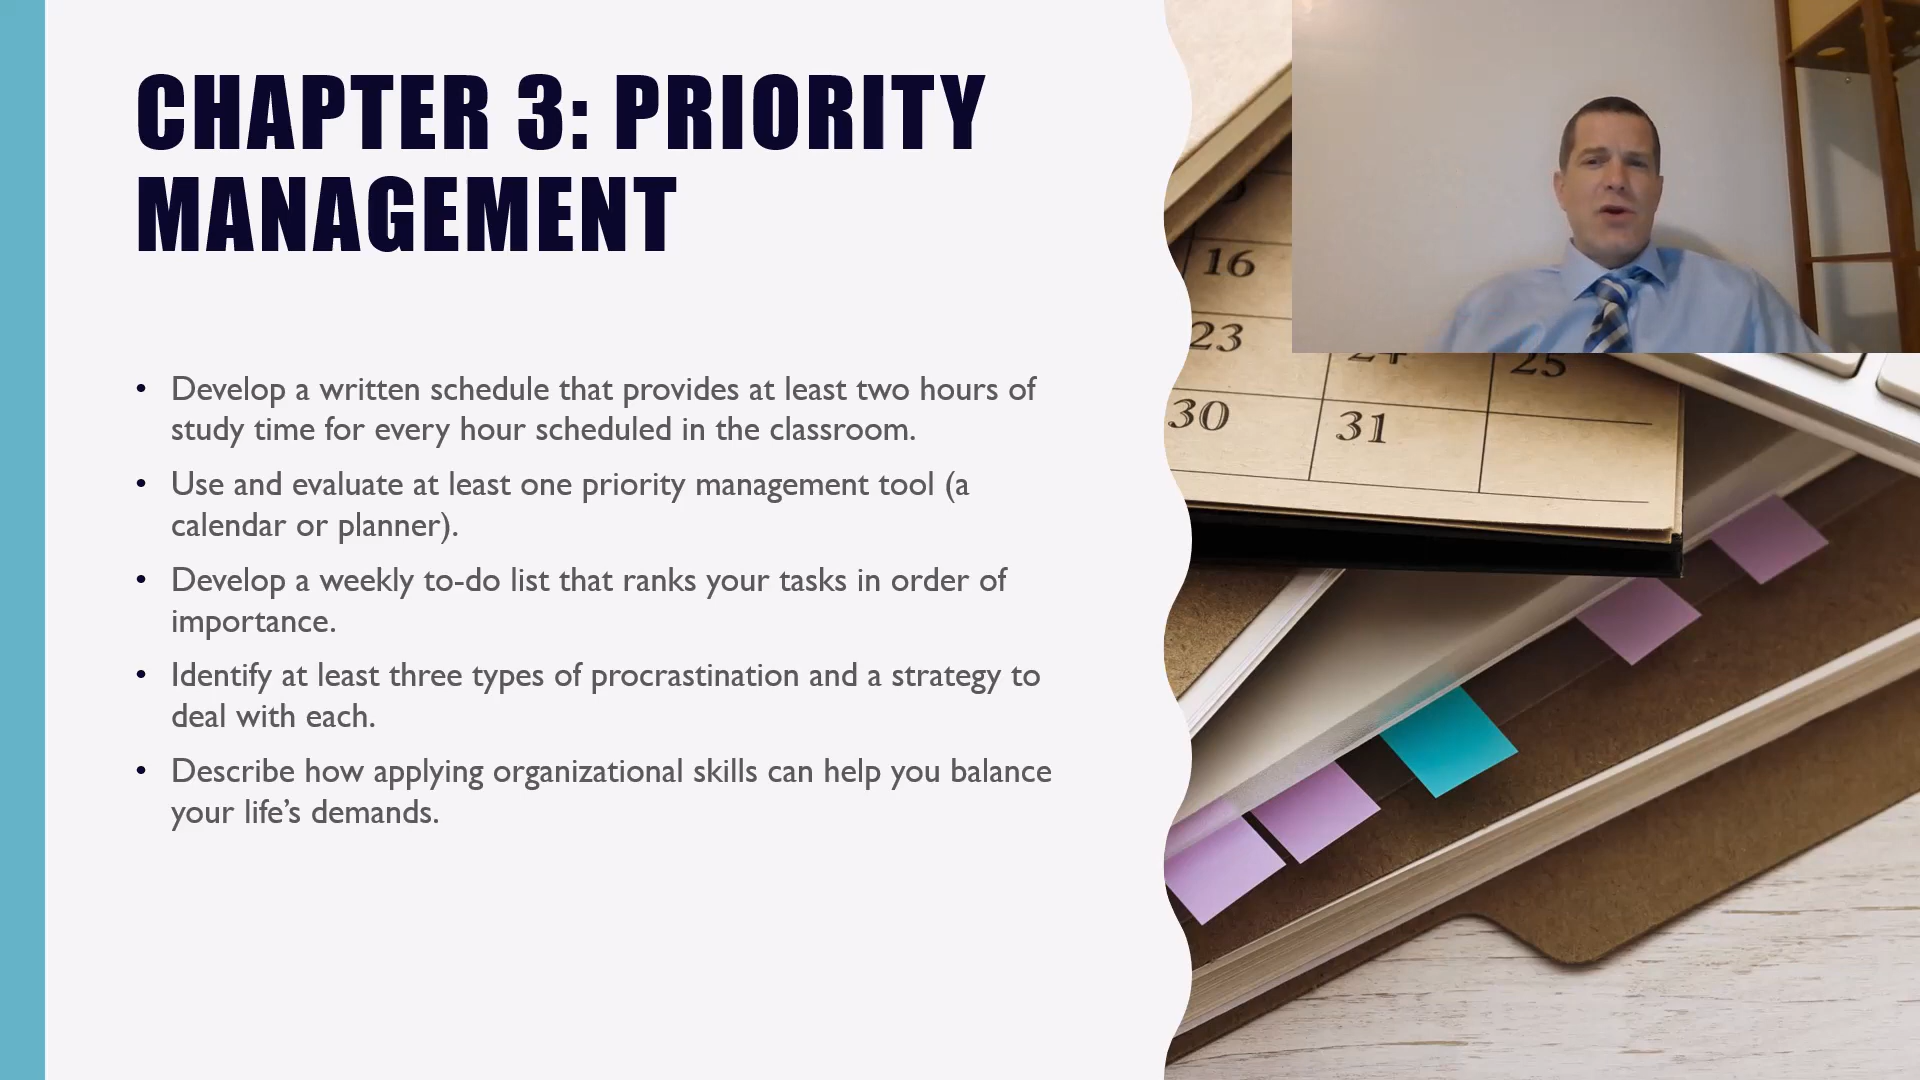 CHAPTER 3: PRIORITY
MANAGEMENT
• Develop a written schedule that provides at least two hours of
study time for every hour scheduled in the classroom.
• Use and evaluate at least one priority management tool (a
calendar or planner).
• Develop a weekly to-do list that ranks your tasks in order of
importance.
• Identify at least three types of procrastination and a strategy to
deal with each.
• Describe how applying organizational skills can help you balance
your life’s demands.
16
23 24 25
30 31